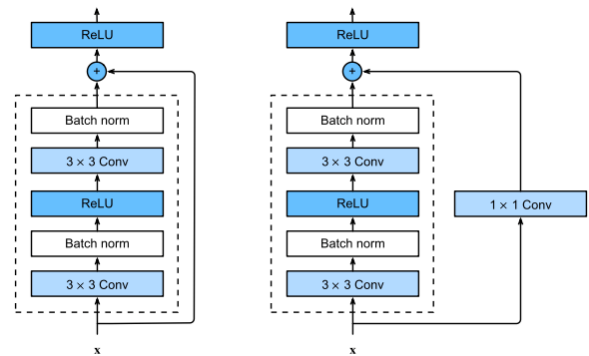 ReLU
+
Batch norm
3 × 3 Conv
ReLU
Batch norm
3 × 3 Conv
x
ReLU
+
Batch norm
3 × 3 Conv
ReLU
1 × 1 Conv
Batch norm
3 × 3 Conv
x